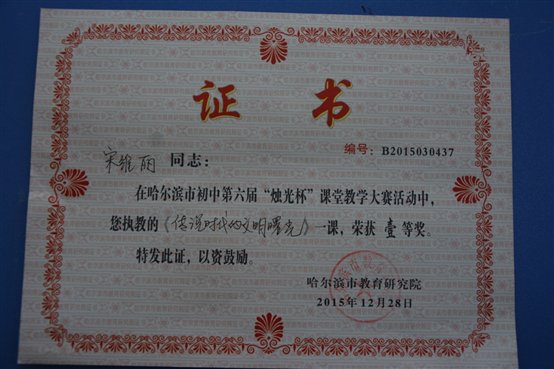 证书
编号：B2015030437
宋维丽 同志：
在哈尔滨市初中第六届“烛光杯”课堂教学大赛活动中，
您执教的《传说时代的文明曙光》一课，荣获 壹 等奖。
特发此证，以资鼓励。
哈尔滨市教育研究院
2015年12月28日